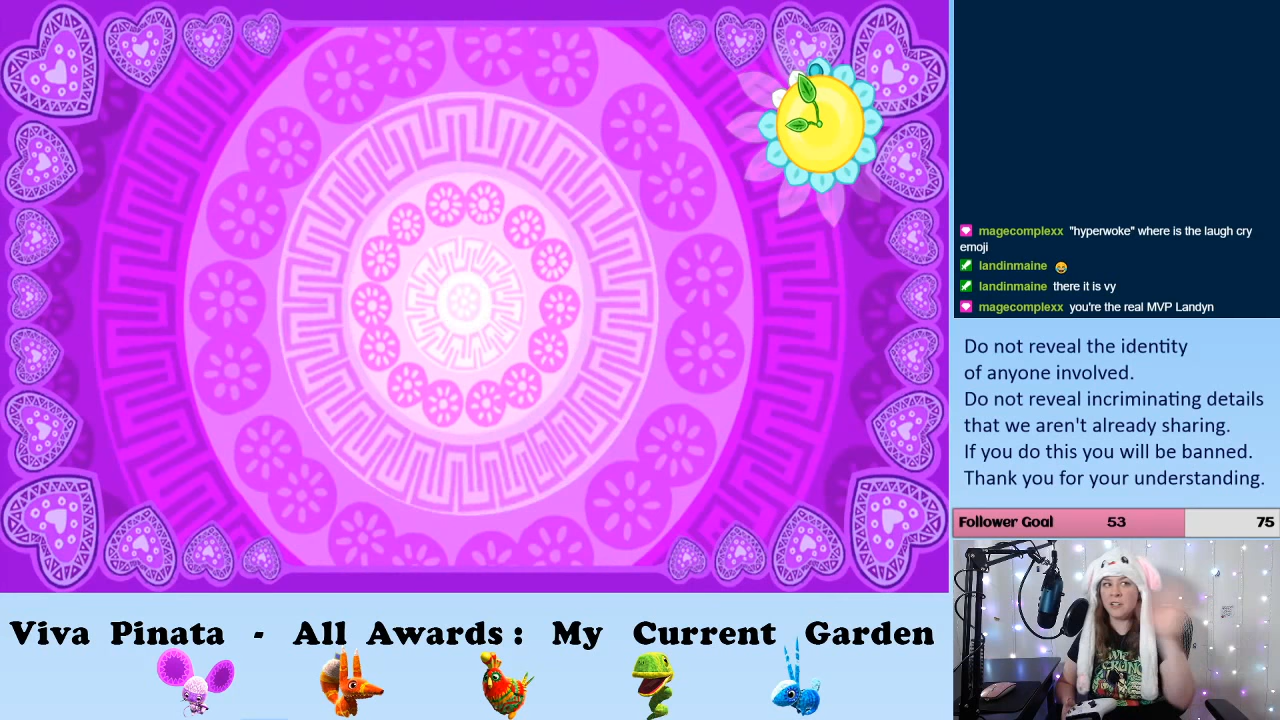 magecomplexx "hyperwoke" where is the laugh cry
emoji
landinmaine 😂
landinmaine there it is vy
magecomplexx you're the real MVP Landyn
Do not reveal the identity
of anyone involved.
Do not reveal incriminating details
that we aren't already sharing.
If you do this you will be banned.
Thank you for your understanding.
Follower Goal 53 75
Viva Pinata - All Awards: My Current Garden